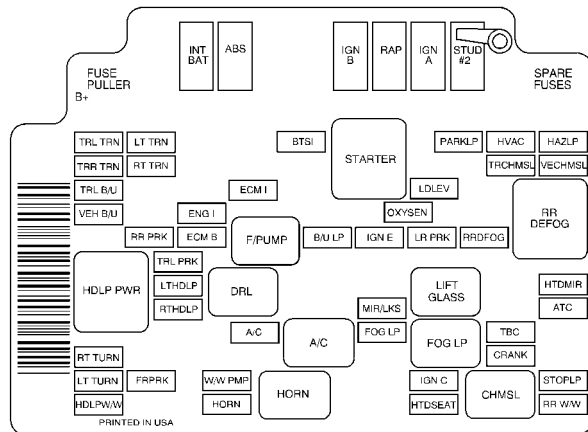 INT BAT
ABS
IGN B
RAP
IGN A
STUD #2
FUSE PULLER
B+
SPARE FUSES
TRL TRN
LT TRN
BTSI
STARTER
PARKLP
HVAC
HAZLP
TRR TRN
RT TRN
TRCHMSL
VECHMSL
TRL B/U
ECM I
LDLEV
RR DEFOG
VEH B/U
ENG I
OXYSEN
RR PRK
ECM B
F/PUMP
B/U LP
IGN E
LR PRK
RRDFOG
HDLP PWR
TRL PRK
LTHDLP
RTHDLP
DRL
LIFT GLASS
HTDMIR
ATC
MIR/LKS
A/C
A/C
FOG LP
FOG LP
TBC
CRANK
RT TURN
LT TURN
FRPRK
W/W PMP
HORN
IGN C
CHMSL
STOPLP
HDLPW/W
HORN
HTDSEAT
RR W/W
PRINTED IN USA